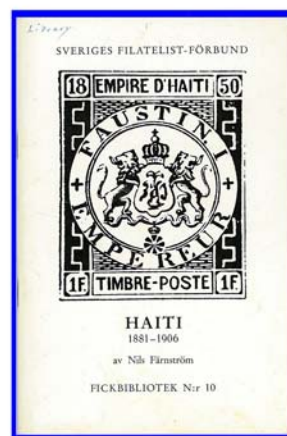 Library
SVERIGES FILATELIST-FÖRBUND
18 EMPIRE D'HAITI 50
FAUSTIN I
EMPEREUR
1F. TIMBRE-POSTE 1F.
HAITI
1881-1906
av Nils Färnström
FICKBIBLIOTEK N:r 10